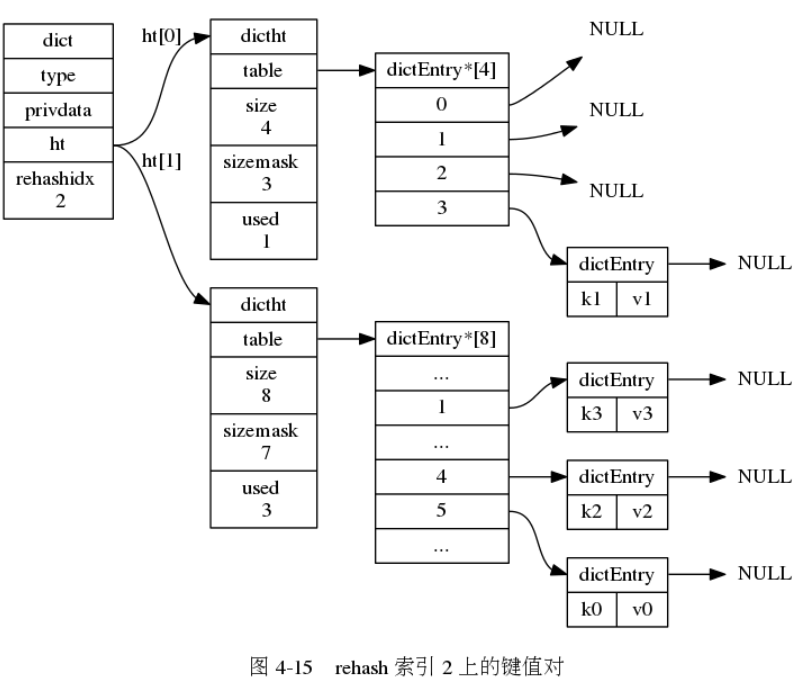 dict
type
privdata
ht
rehashidx
2
ht[0]
ht[1]
dictht
table
size
4
sizemask
3
used
1
dictEntry*[4]
0
1
2
3
NULL
NULL
NULL
dictEntry
k1 v1
NULL
dictht
table
size
8
sizemask
7
used
3
dictEntry*[8]
...
1
...
4
5
...
dictEntry
k3 v3
NULL
dictEntry
k2 v2
NULL
dictEntry
k0 v0
NULL
图 4-15 rehash 索引 2 上的键值对